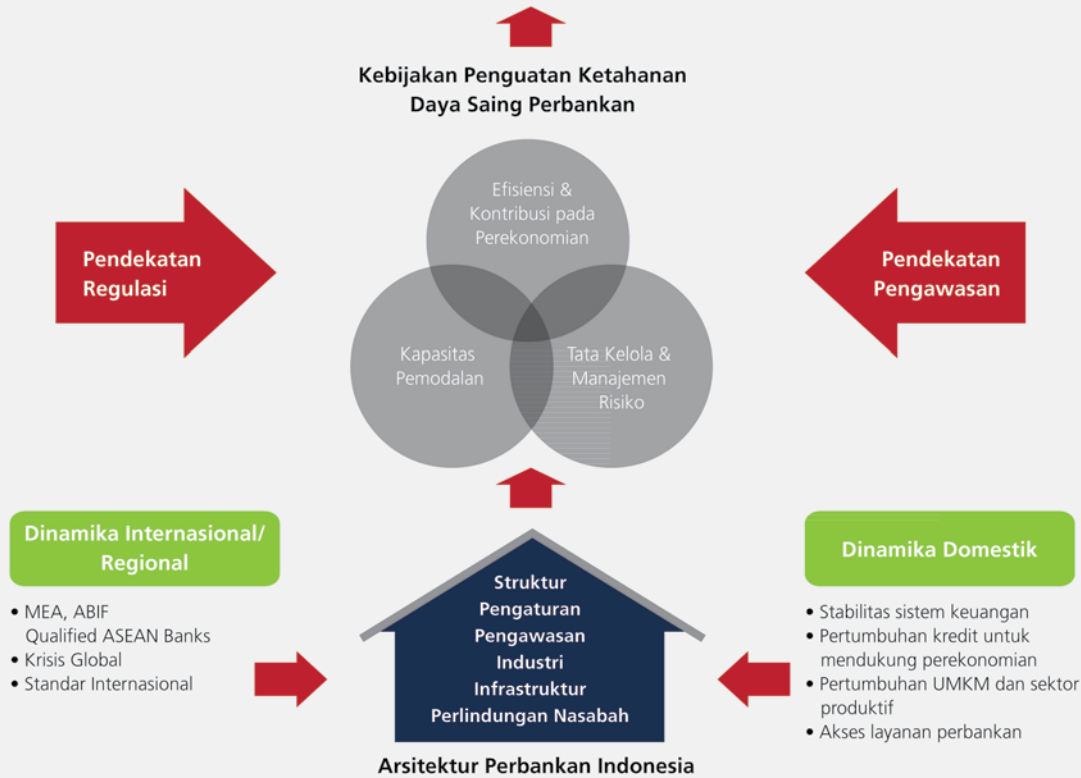 Kebijakan Penguatan Ketahanan
Daya Saing Perbankan
Efisiensi &
Kontribusi pada
Perekonomian
Pendekatan
Regulasi
Pendekatan
Pengawasan
Kapasitas
Pemodalan
Tata Kelola &
Manajemen
Risiko
Dinamika Internasional/
Regional
• MEA, ABIF
Qualified ASEAN Banks
• Krisis Global
• Standar Internasional
Struktur
Pengaturan
Pengawasan
Industri
Infrastruktur
Perlindungan Nasabah
Dinamika Domestik
• Stabilitas sistem keuangan
• Pertumbuhan kredit untuk
mendukung perekonomian
• Pertumbuhan UMKM dan sektor
produktif
• Akses layanan perbankan
Arsitektur Perbankan Indonesia